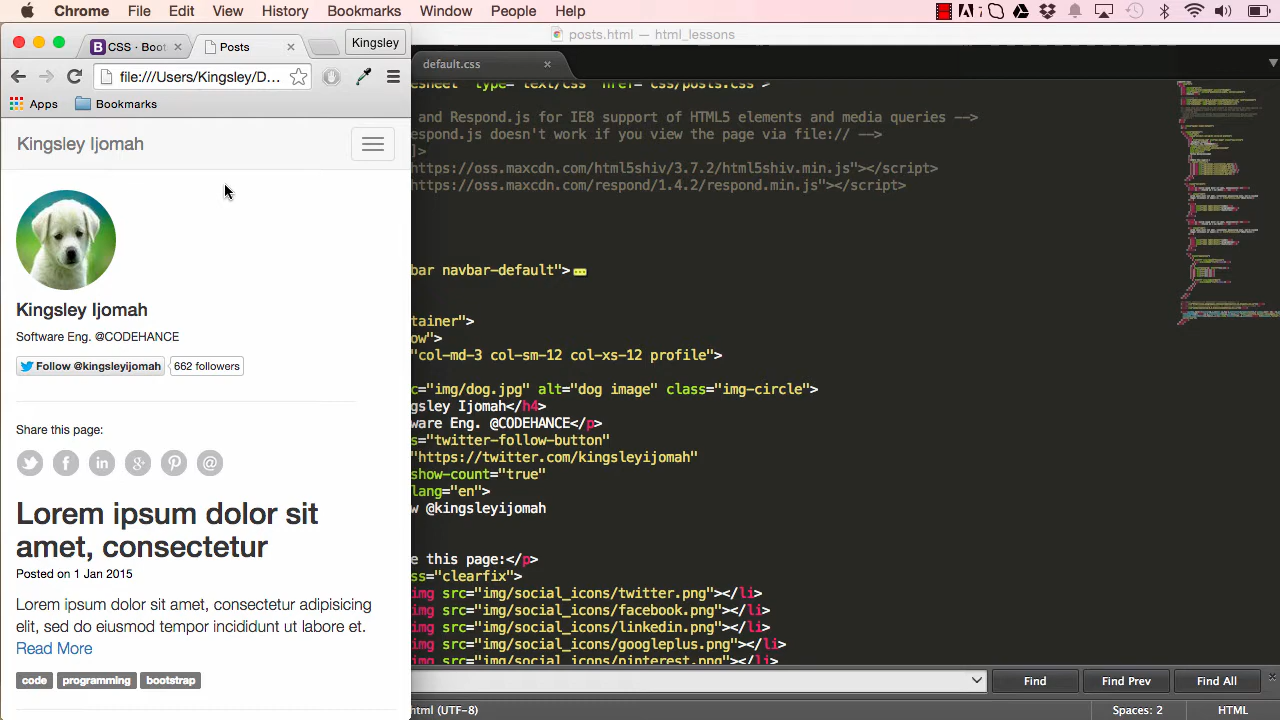 Chrome File Edit View History Bookmarks Window People Help
CSS · Boot
Posts
Kingsley
file:///Users/Kingsley/D...
Apps
Bookmarks
Kingsley Ijomah
Kingsley Ijomah
Software Eng. @CODEHANCE
Follow @kingsleyijomah
662 followers
Share this page:
Lorem ipsum dolor sit
amet, consectetur
Posted on 1 Jan 2015
Lorem ipsum dolor sit amet, consectetur adipisicing
elit, sed do eiusmod tempor incididunt ut labore et.
Read More
code programming bootstrap
posts.html — html_lessons
default.css
esheet" type="text/css" href="css/posts.css">
and Respond.js for IE8 support of HTML5 elements and media queries -->
spond.js doesn't work if you view the page via file:// -->
]>
https://oss.maxcdn.com/html5shiv/3.7.2/html5shiv.min.js"></script>
https://oss.maxcdn.com/respond/1.4.2/respond.min.js"></script>
bar navbar-default">
tainer">
ow">
"col-md-3 col-sm-12 col-xs-12 profile">
c="img/dog.jpg" alt="dog image" class="img-circle">
gsley Ijomah</h4>
ware Eng. @CODEHANCE</p>
s="twitter-follow-button"
"https://twitter.com/kingsleyijomah"
show-count="true"
lang="en">
w @kingsleyijomah
e this page:</p>
ss="clearfix">
img src="img/social_icons/twitter.png"></li>
img src="img/social_icons/facebook.png"></li>
img src="img/social_icons/linkedin.png"></li>
img src="img/social_icons/googleplus.png"></li>
img src="img/social_icons/pinterest.png"></li>
Find Find Prev Find All
html (UTF-8)
Spaces: 2
HTML